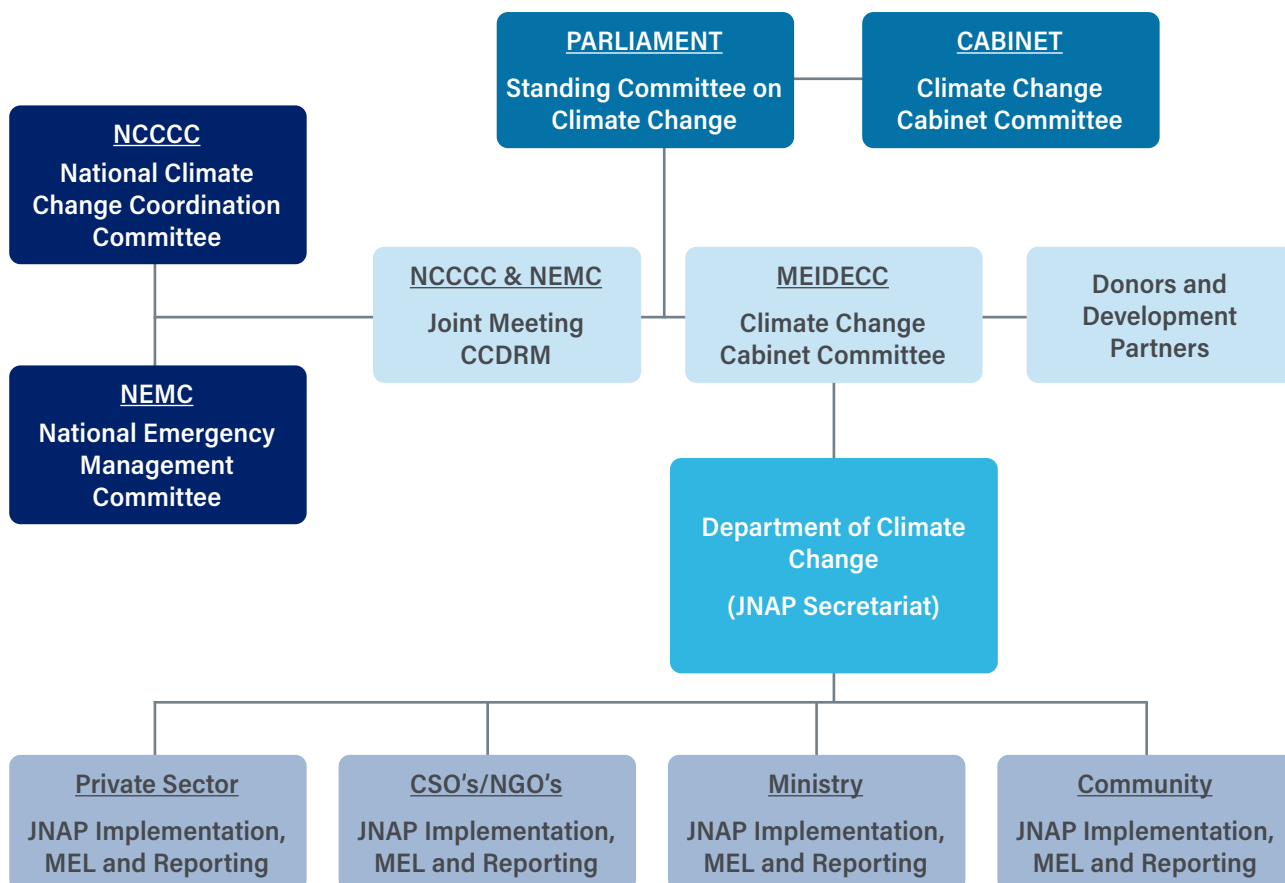 PARLIAMENT
Standing Committee on
Climate Change
CABINET
Climate Change
Cabinet Committee
NCCCC
National Climate
Change Coordination
Committee
NCCCC & NEMC
Joint Meeting
CCDRM
MEIDECC
Climate Change
Cabinet Committee
Donors and
Development
Partners
NEMC
National Emergency
Management
Committee
Department of Climate
Change
(JNAP Secretariat)
Private Sector
JNAP Implementation,
MEL and Reporting
CSO's/NGO's
JNAP Implementation,
MEL and Reporting
Ministry
JNAP Implementation,
MEL and Reporting
Community
JNAP Implementation,
MEL and Reporting